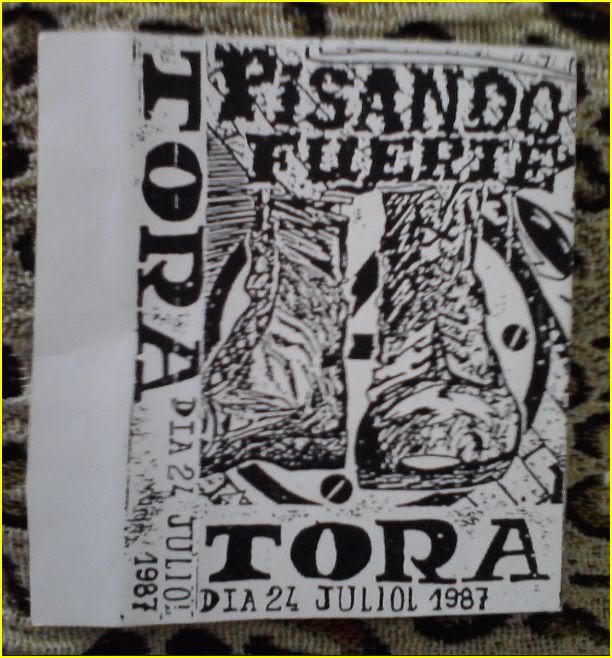 PISANDO
FUERTE
TORA
DIA 24 JULIOL 1987
TORA
DIA 24 JULIOL 1987